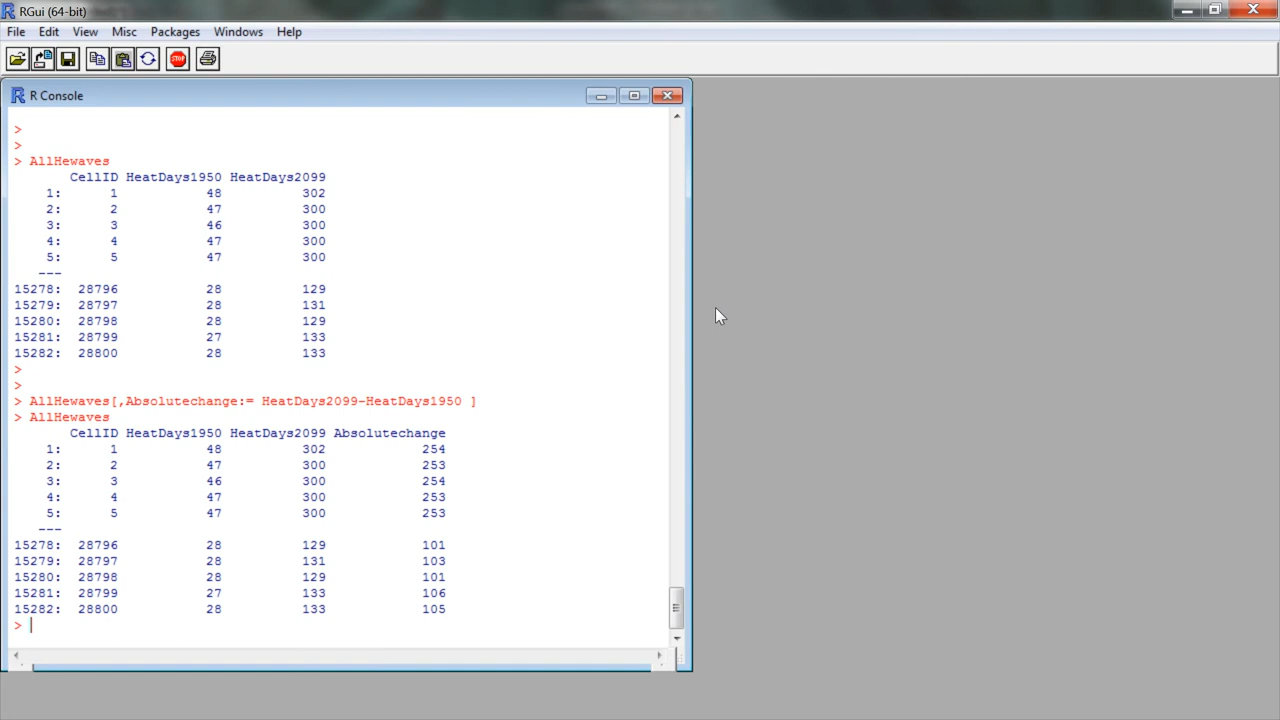 RGui (64-bit)
File Edit View Misc Packages Windows Help
STOP
R Console
>
>
> AllHewaves
CellID HeatDays1950 HeatDays2099
1: 1 48 302
2: 2 47 300
3: 3 46 300
4: 4 47 300
5: 5 47 300
---
15278: 28796 28 129
15279: 28797 28 131
15280: 28798 28 129
15281: 28799 27 133
15282: 28800 28 133
>
>
> AllHewaves[,Absolutechange:= HeatDays2099-HeatDays1950 ]
> AllHewaves
CellID HeatDays1950 HeatDays2099 Absolutechange
1: 1 48 302 254
2: 2 47 300 253
3: 3 46 300 254
4: 4 47 300 253
5: 5 47 300 253
---
15278: 28796 28 129 101
15279: 28797 28 131 103
15280: 28798 28 129 101
15281: 28799 27 133 106
15282: 28800 28 133 105
>